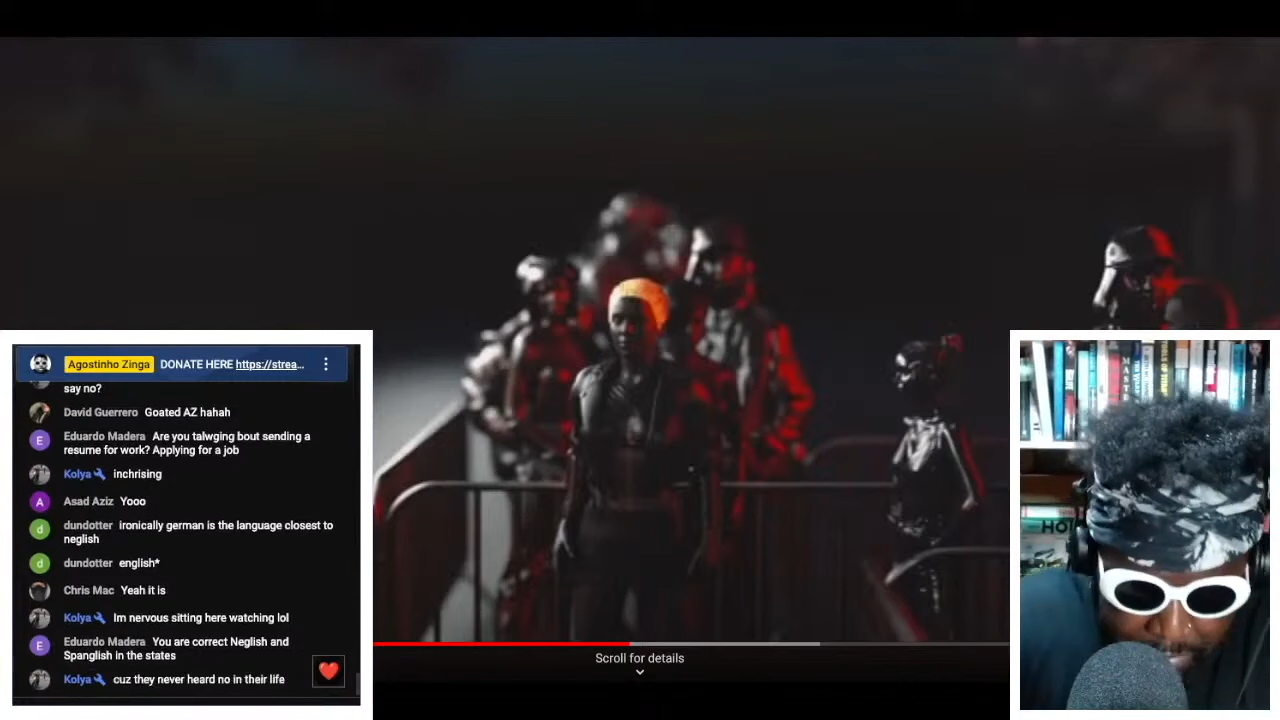 Agostinho Zinga DONATE HERE https://strea...
say no?
David Guerrero Goated AZ hahah
Eduardo Madera Are you talwging bout sending a
resume for work? Applying for a job
Kolya inchrising
Asad Aziz Yooo
dundotter ironically german is the language closest to
neglish
dundotter english*
Chris Mac Yeah it is
Kolya Im nervous sitting here watching lol
Eduardo Madera You are correct Neglish and
Spanglish in the states
Kolya cuz they never heard no in their life
Scroll for details
A
E
d
d
E